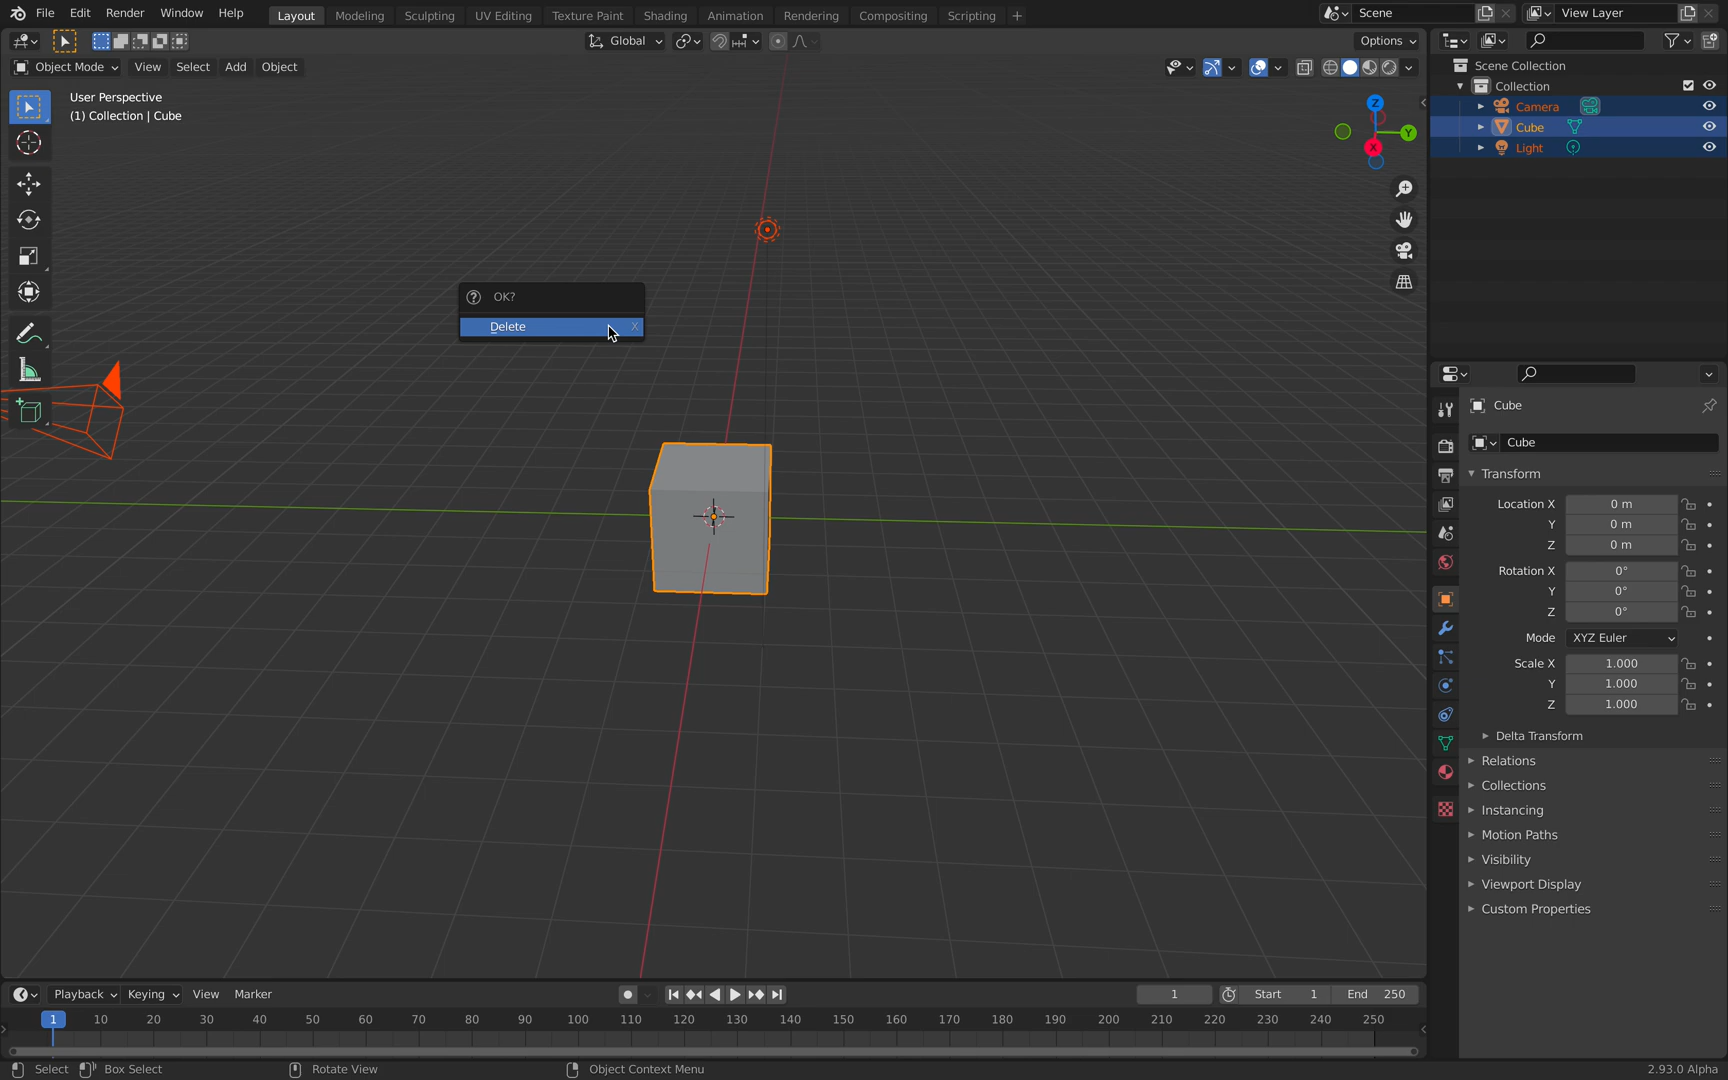 File Edit Render Window Help Layout Modeling Sculpting UV Editing Texture Paint Shading Animation Rendering Compositing Scripting + Scene View Layer
Global Options
Object Mode View Select Add Object
User Perspective
(1) Collection | Cube
Z
Y
X
OK?
Delete X
Scene Collection
Collection
Camera
Cube
Light
Cube
Cube
Transform
Location X 0 m
Y 0 m
Z 0 m
Rotation X 0°
Y 0°
Z 0°
Mode XYZ Euler
Scale X 1.000
Y 1.000
Z 1.000
Delta Transform
Relations
Collections
Instancing
Motion Paths
Visibility
Viewport Display
Custom Properties
Playback Keying View Marker 1 Start 1 End 250
1 10 20 30 40 50 60 70 80 90 100 110 120 130 140 150 160 170 180 190 200 210 220 230 240 250
Select Box Select Rotate View Object Context Menu 2.93.0 Alpha